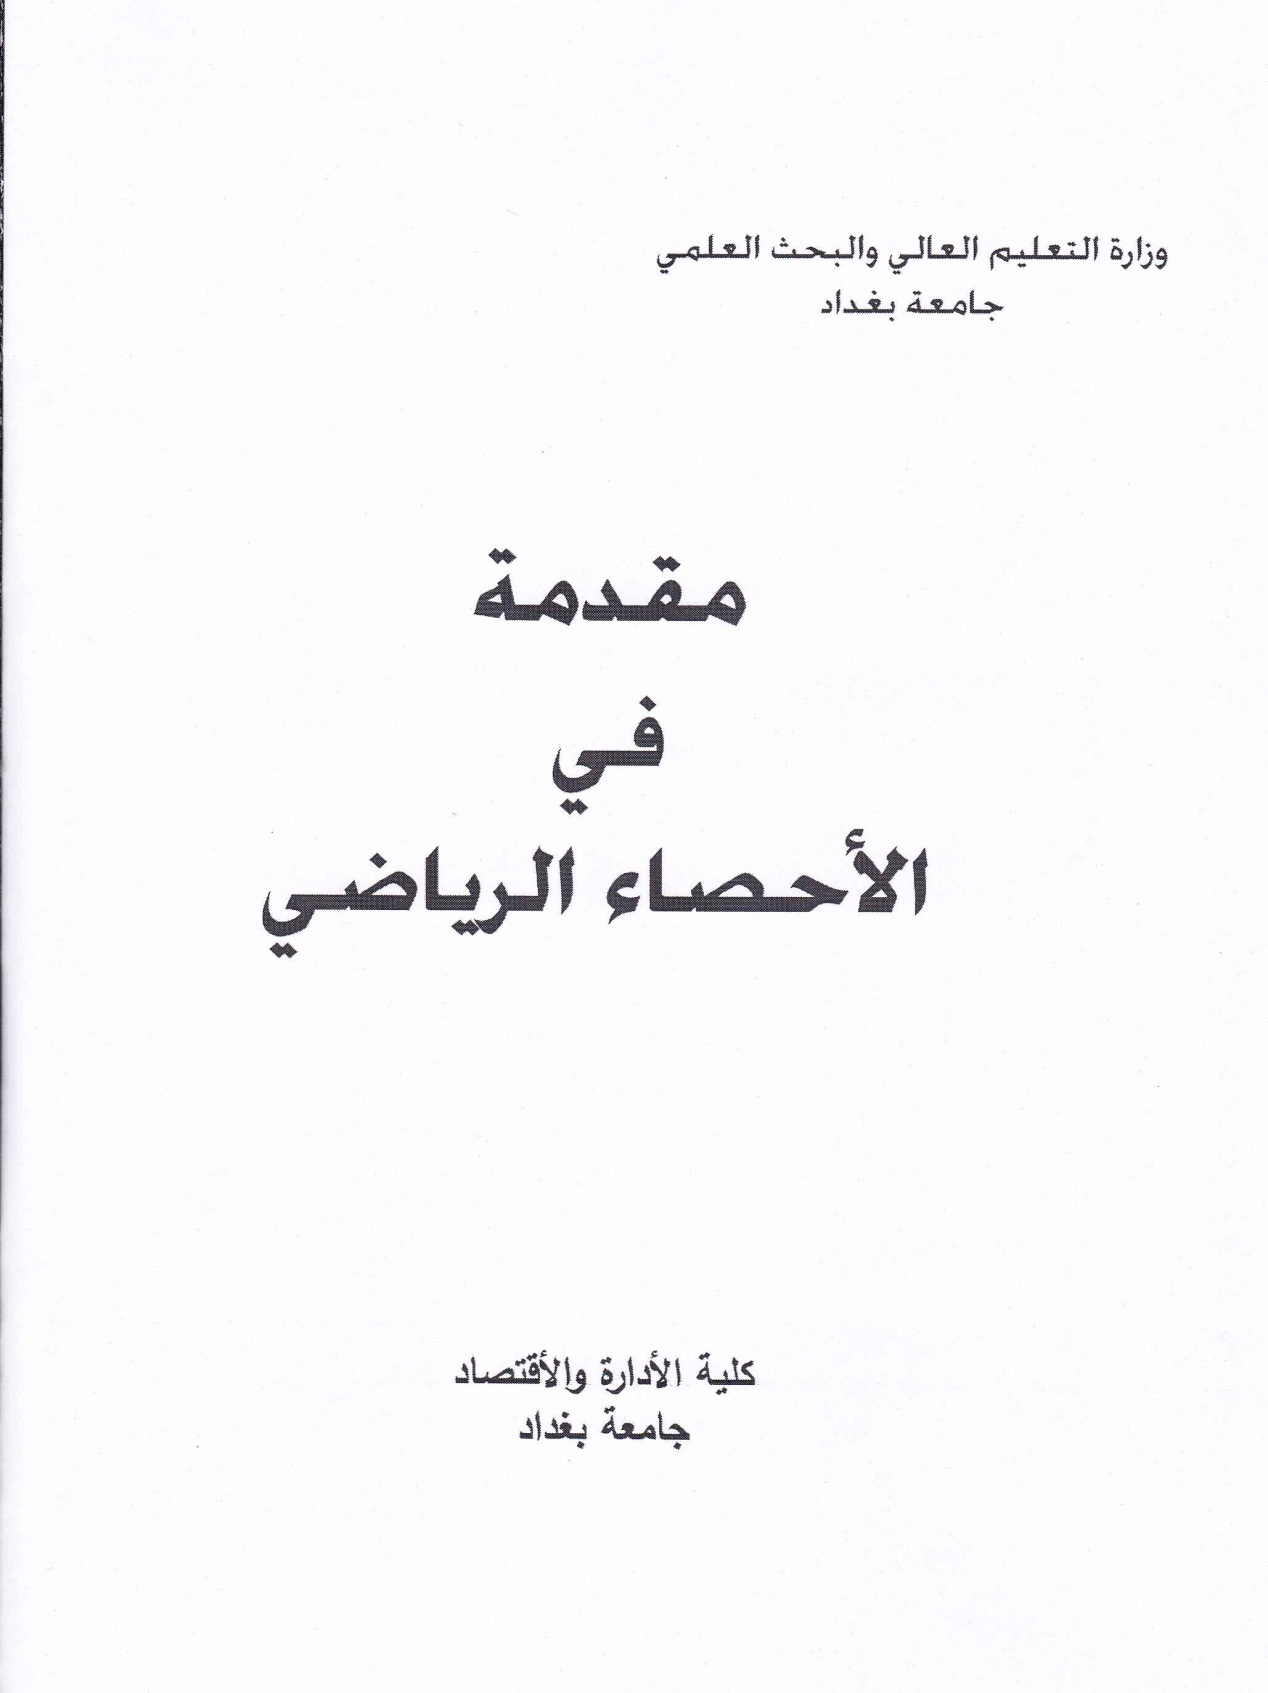 وزارة التعليم العالي والبحث العلمي
جامعة بغداد
مقدمة
في
الأحصاء الرياضي
كلية الأدارة والأقتصاد
جامعة بغداد